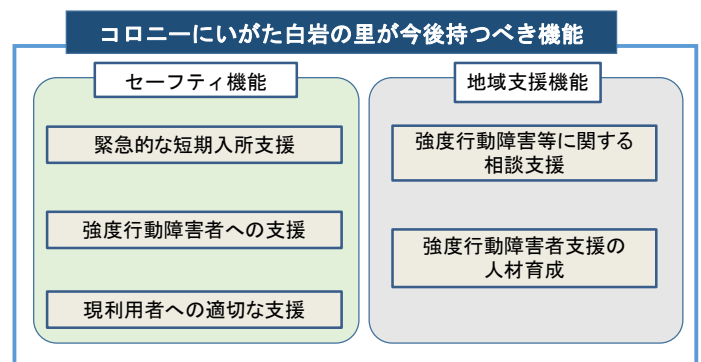 コロニーにいがた白岩の里が今後持つべき機能
セーフティ機能
緊急的な短期入所支援
強度行動障害者への支援
現利用者への適切な支援
地域支援機能
強度行動障害等に関する
相談支援
強度行動障害者支援の
人材育成